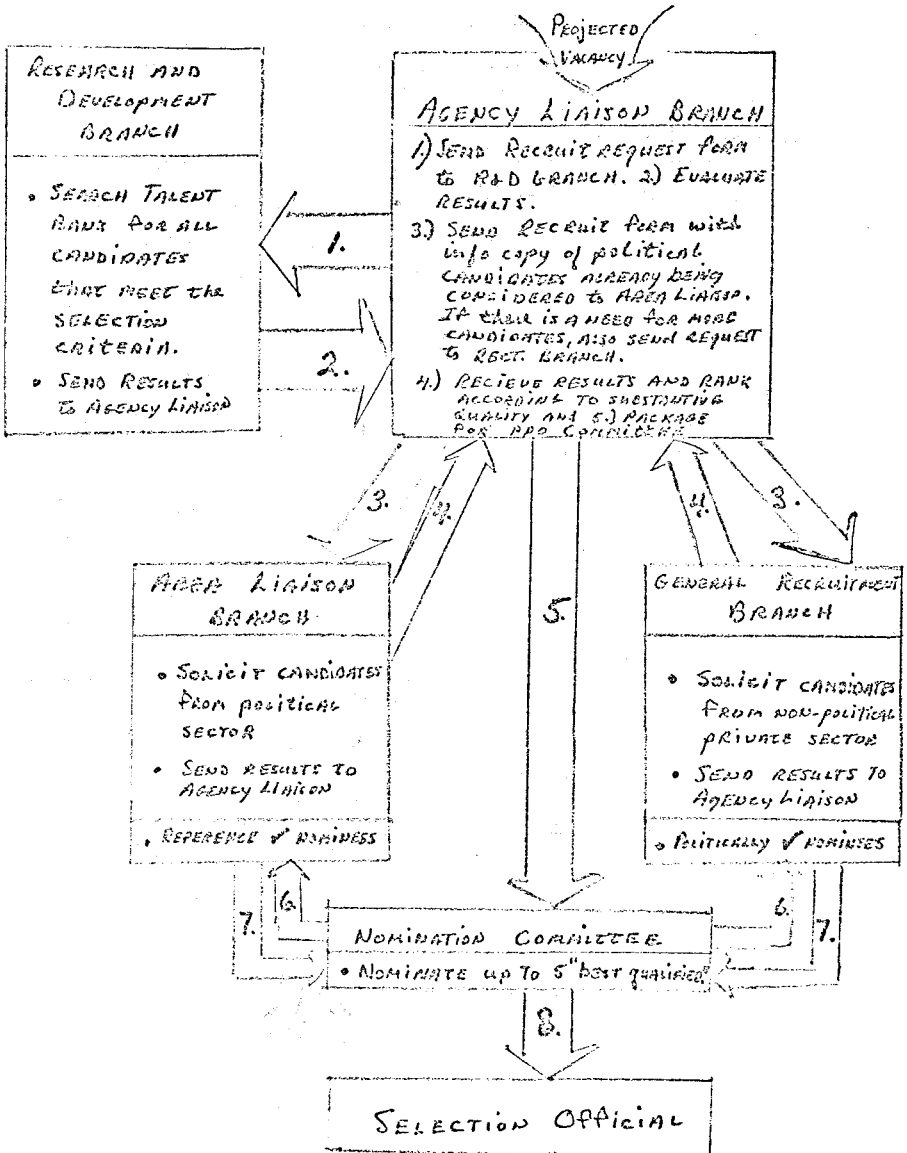 PROJECTED
VACANCY
RESEARCH AND
DEVELOPMENT
BRANCH
• SEARCH TALENT
BANK FOR ALL
CANDIDATES
THAT MEET THE
SELECTION
CRITERIA.
• SEND RESULTS
TO AGENCY LIAISON
1.
2.
AGENCY LIAISON BRANCH
1.) SEND RECRUIT REQUEST FORM
TO R&D BRANCH. 2.) EVALUATE
RESULTS.
3.) SEND RECRUIT FORM WITH
INFO COPY OF POLITICAL
CANDIDATES ALREADY BEING
CONSIDERED TO AREA LIAISON.
IF THERE IS A NEED FOR MORE
CANDIDATES, ALSO SEND REQUEST
TO RECT. BRANCH.
4.) RECIEVE RESULTS AND RANK
ACCORDING TO SUBSTANTIVE
QUALITY AND 5.) PACKAGE
FOR PPO COMMITTEE
3.
4.
5.
4.
3.
AREA LIAISON
BRANCH
• SOLICIT CANDIDATES
FROM POLITICAL
SECTOR
• SEND RESULTS TO
AGENCY LIAISON
• REFERENCE ✓ NOMINESS
GENERAL RECRUITMENT
BRANCH
• SOLICIT CANDIDATES
FROM NON-POLITICAL
PRIVATE SECTOR
• SEND RESULTS TO
AGENCY LIAISON
• POLITICALLY ✓ NOMINEES
7.
6.
6.
7.
NOMINATION COMMITTEE
• NOMINATE UP TO 5 "BEST QUALIFIED"
8.
SELECTION OFFICIAL